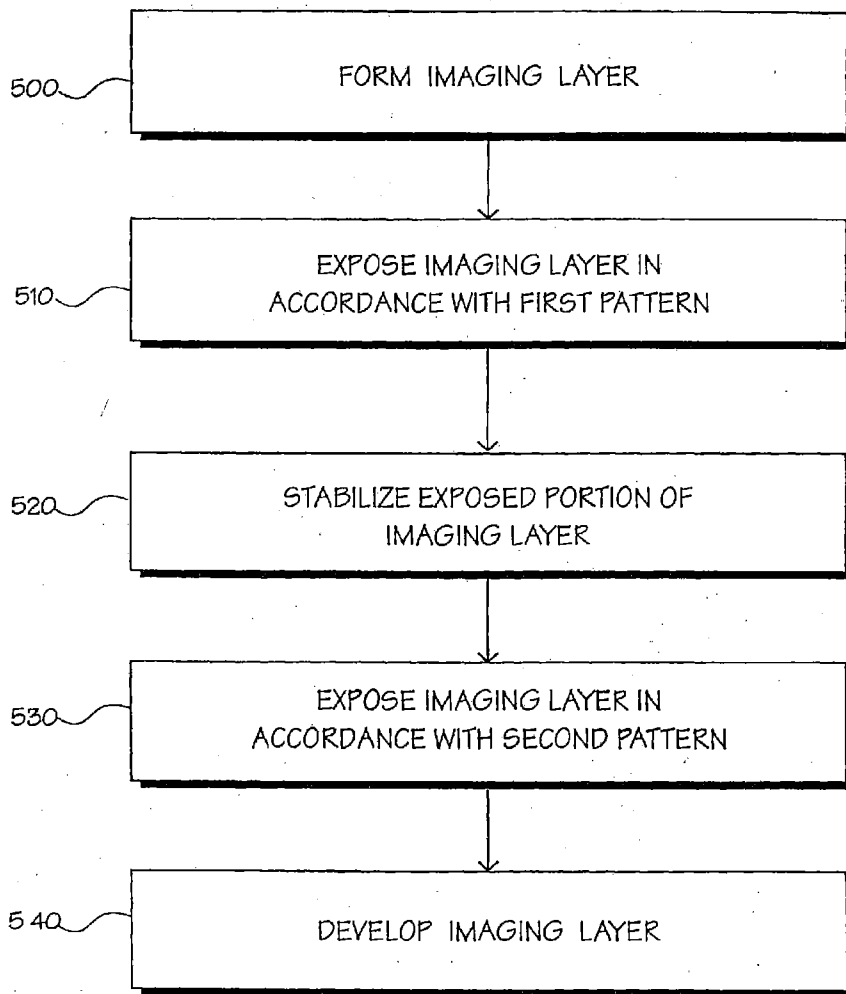 500
FORM IMAGING LAYER
510
EXPOSE IMAGING LAYER IN
ACCORDANCE WITH FIRST PATTERN
520
STABILIZE EXPOSED PORTION OF
IMAGING LAYER
530
EXPOSE IMAGING LAYER IN
ACCORDANCE WITH SECOND PATTERN
540
DEVELOP IMAGING LAYER